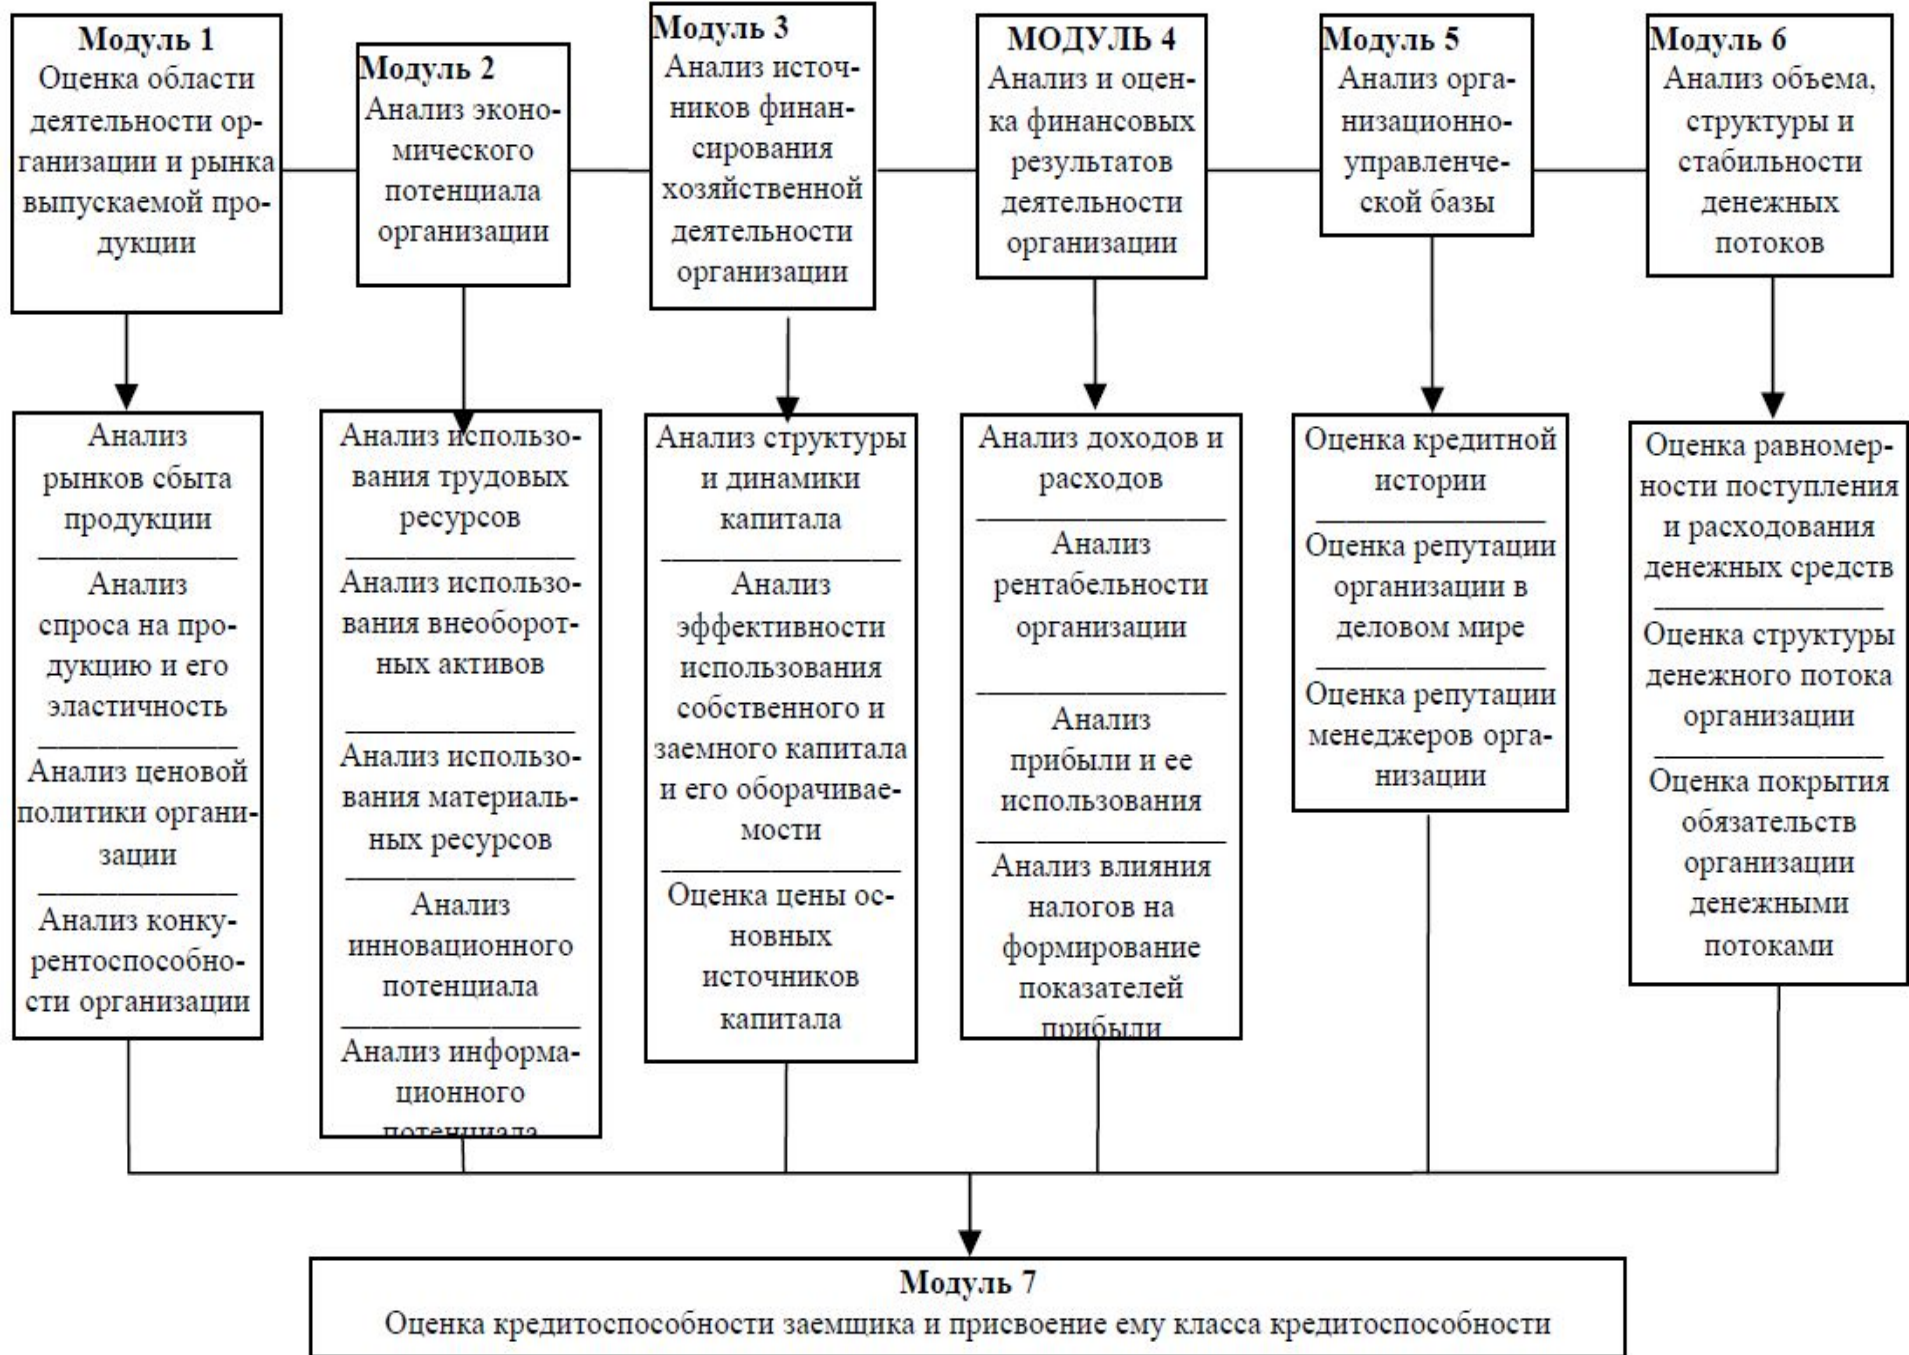 Модуль 1
Оценка области
деятельности ор-
ганизации и рынка
выпускаемой про-
дукции
Модуль 2
Анализ эконо-
мического
потенциала
организации
Модуль 3
Анализ источ-
ников финан-
сирования
хозяйственной
деятельности
организации
МОДУЛЬ 4
Анализ и оцен-
ка финансовых
результатов
деятельности
организации
Модуль 5
Анализ орга-
низационно-
управленче-
ской базы
Модуль 6
Анализ объема,
структуры и
стабильности
денежных
потоков
Анализ
рынков сбыта
продукции
Анализ
спроса на про-
дукцию и его
эластичность
Анализ ценовой
политики органи-
зации
Анализ конку-
рентоспособно-
сти организации
Анализ использо-
вания трудовых
ресурсов
Анализ использо-
вания внеоборот-
ных активов
Анализ использо-
вания материаль-
ных ресурсов
Анализ
инновационного
потенциала
Анализ информа-
ционного
потенциала
Анализ структуры
и динамики
капитала
Анализ
эффективности
использования
собственного и
заемного капитала
и его оборачивае-
мости
Оценка цены ос-
новных
источников
капитала
Анализ доходов и
расходов
Анализ
рентабельности
организации
Анализ
прибыли и ее
использования
Анализ влияния
налогов на
формирование
показателей
прибыли
Оценка кредитной
истории
Оценка репутации
организации в
деловом мире
Оценка репутации
менеджеров орга-
низации
Оценка равномер-
ности поступления
и расходования
денежных средств
Оценка структуры
денежного потока
организации
Оценка покрытия
обязательств
организации
денежными
потоками
Модуль 7
Оценка кредитоспособности заемщика и присвоение ему класса кредитоспособности